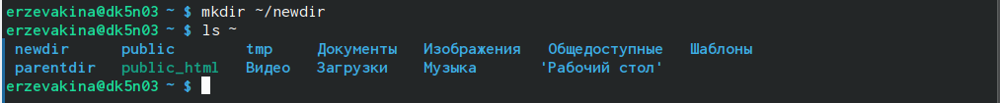 erzevakina@dk5n03 ~ $ mkdir ~/newdir
erzevakina@dk5n03 ~ $ ls ~
newdir public tmp Документы Изображения Общедоступные Шаблоны
parentdir public_html Видео Загрузки Музыка 'Рабочий стол'
erzevakina@dk5n03 ~ $